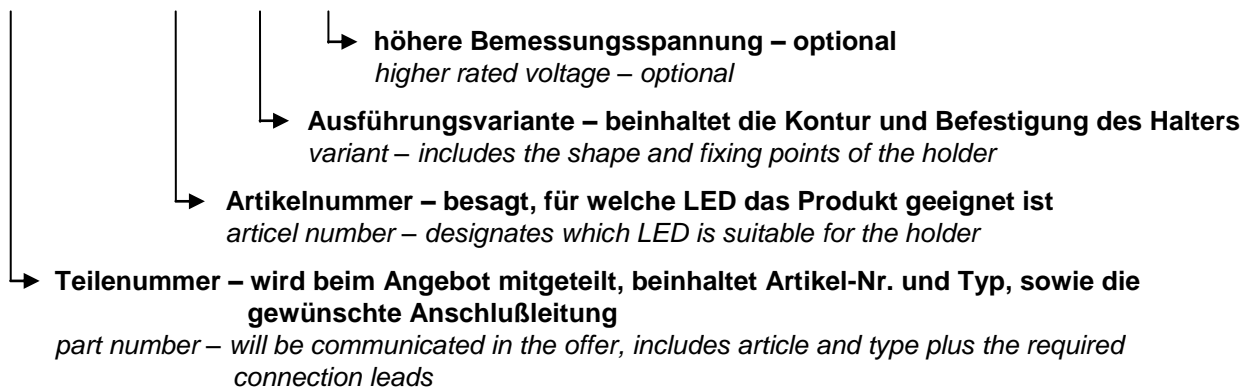 höhere Bemessungsspannung – optional
higher rated voltage – optional
Ausführungsvariante – beinhaltet die Kontur und Befestigung des Halters
variant – includes the shape and fixing points of the holder
Artikelnummer – besagt, für welche LED das Produkt geeignet ist
articel number – designates which LED is suitable for the holder
Teilenummer – wird beim Angebot mitgeteilt, beinhaltet Artikel-Nr. und Typ, sowie die
gewünschte Anschlußleitung
part number – will be communicated in the offer, includes article and type plus the required
connection leads